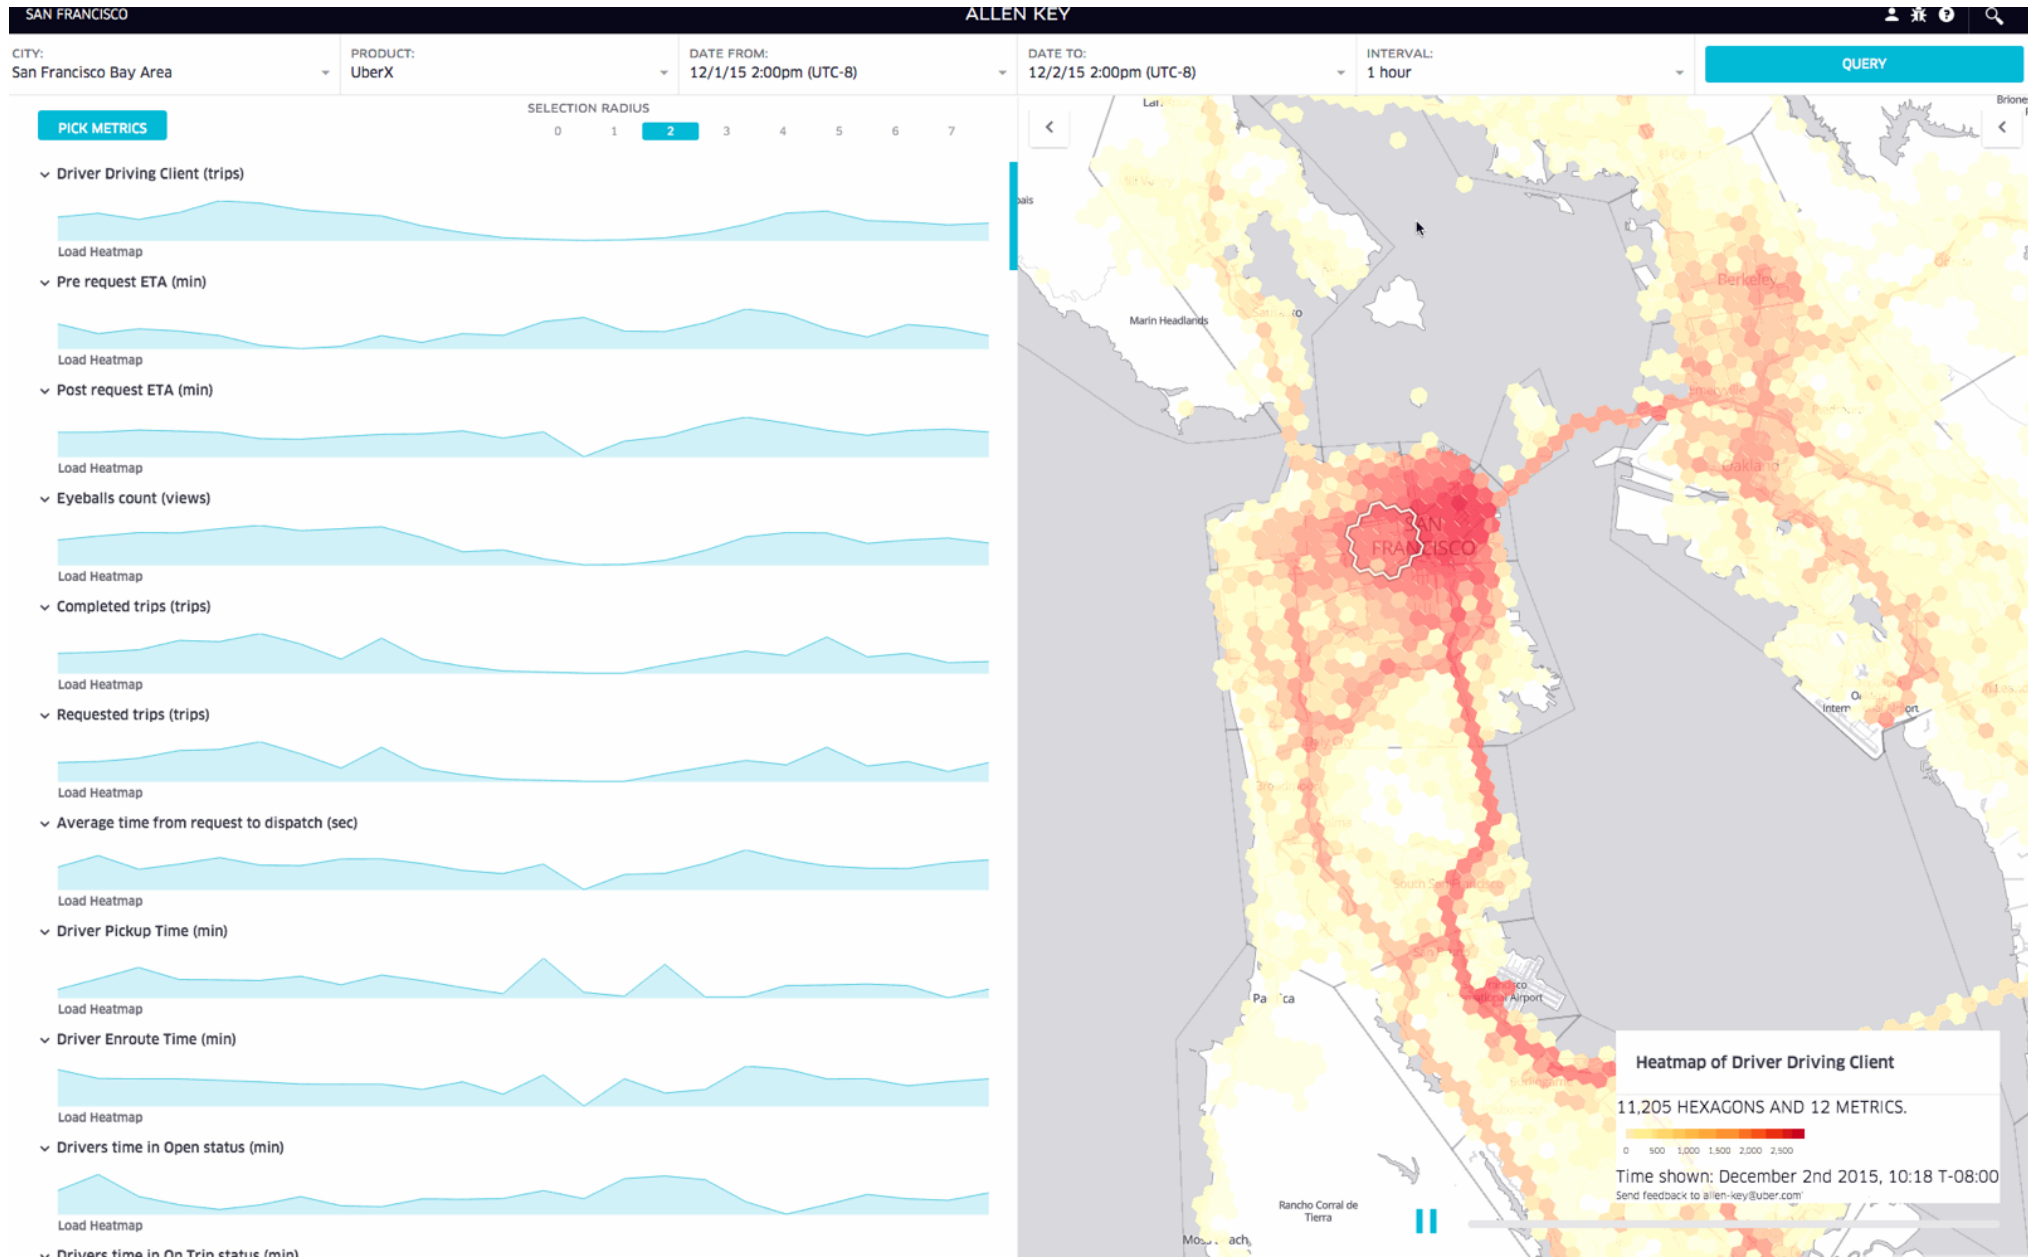 SAN FRANCISCO
ALLEN KEY
CITY:
San Francisco Bay Area
PRODUCT:
UberX
DATE FROM:
12/1/15 2:00pm (UTC-8)
DATE TO:
12/2/15 2:00pm (UTC-8)
INTERVAL:
1 hour
QUERY
PICK METRICS
SELECTION RADIUS
0 1 2 3 4 5 6 7
Driver Driving Client (trips)
Load Heatmap
Pre request ETA (min)
Load Heatmap
Post request ETA (min)
Load Heatmap
Eyeballs count (views)
Load Heatmap
Completed trips (trips)
Load Heatmap
Requested trips (trips)
Load Heatmap
Average time from request to dispatch (sec)
Load Heatmap
Driver Pickup Time (min)
Load Heatmap
Driver Enroute Time (min)
Load Heatmap
Drivers time in Open status (min)
Load Heatmap
Drivers time in On Trip status (min)
Marin Headlands
Berkeley
Emeryville
Oakland
SAN
FRANCISCO
Daly City
South San Francisco
Airport
Burlingame
Rancho Corral de
Tierra
Heatmap of Driver Driving Client
11,205 HEXAGONS AND 12 METRICS.
0 500 1,000 1,500 2,000 2,500
Time shown: December 2nd 2015, 10:18 T-08:00
Send feedback to allen-key@uber.com